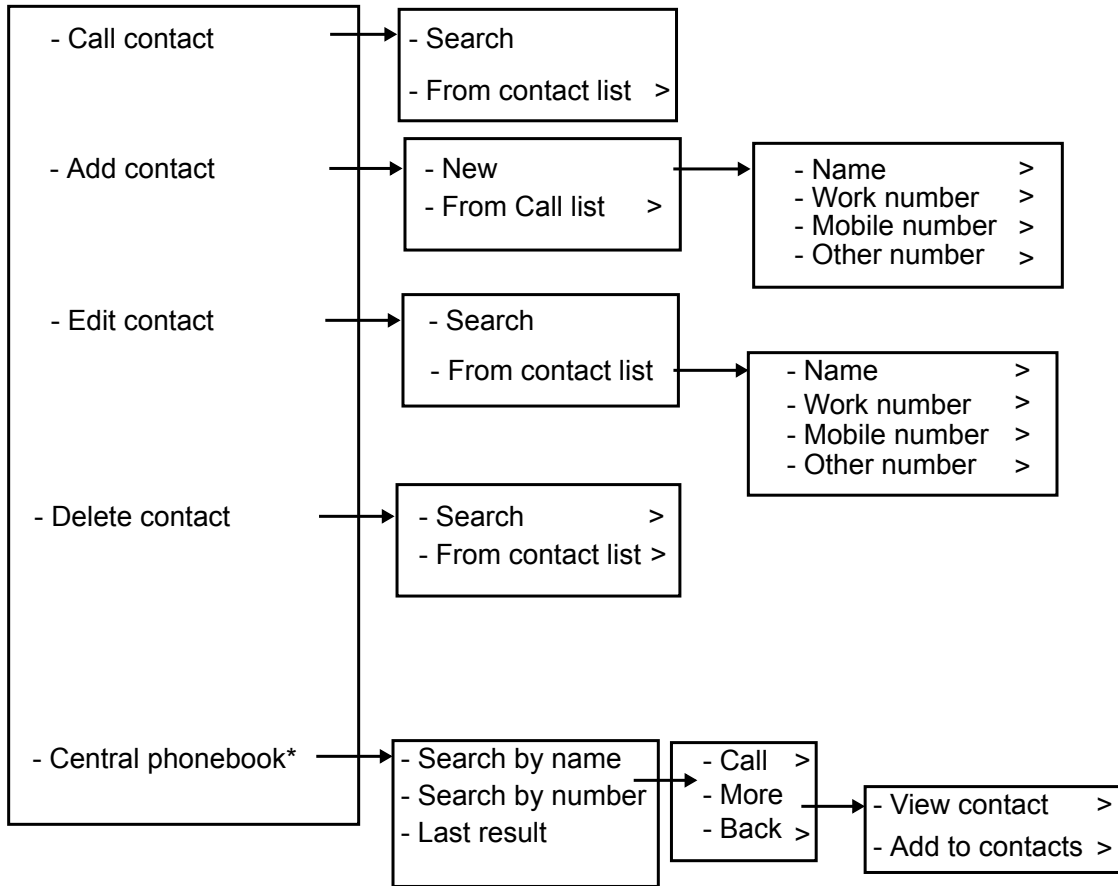 - Call contact
- Search
- From contact list >
- Add contact
- New
- From Call list >
- Name >
- Work number >
- Mobile number >
- Other number >
- Edit contact
- Search
- From contact list
- Name >
- Work number >
- Mobile number >
- Other number >
- Delete contact
- Search >
- From contact list >
- Central phonebook*
- Search by name
- Search by number
- Last result
- Call >
- More
- Back >
- View contact >
- Add to contacts >